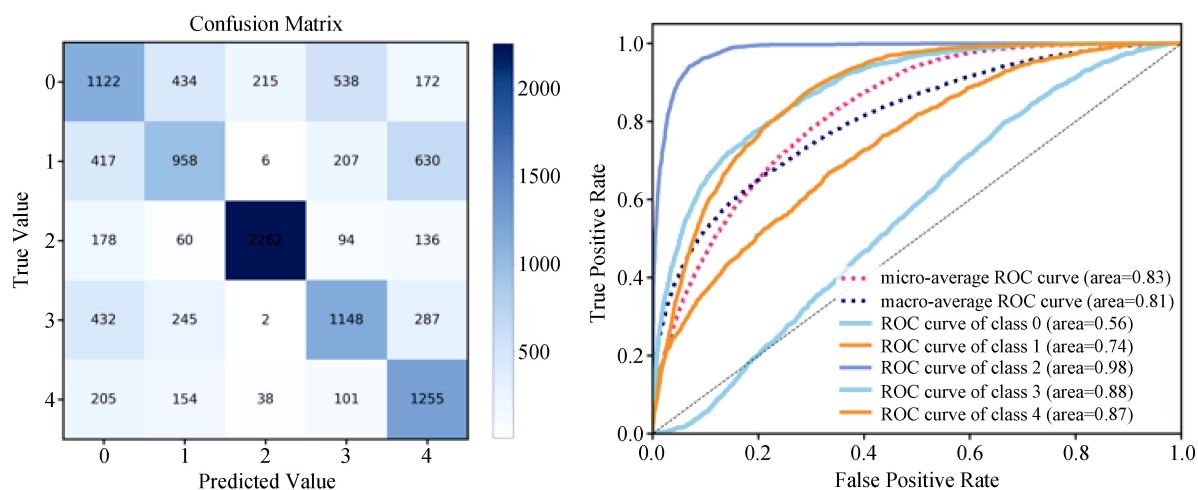 Confusion Matrix
True Value
0
1122 434 215 538 172
1
417 958 6 207 630
2
178 60 2262 94 136
3
432 245 2 1148 287
4
205 154 38 101 1255
0 1 2 3 4
Predicted Value
2000
1500
1000
500
True Positive Rate
1.0
0.8
0.6
0.4
0.2
0.0
micro-average ROC curve (area=0.83)
macro-average ROC curve (area=0.81)
ROC curve of class 0 (area=0.56)
ROC curve of class 1 (area=0.74)
ROC curve of class 2 (area=0.98)
ROC curve of class 3 (area=0.88)
ROC curve of class 4 (area=0.87)
0.0 0.2 0.4 0.6 0.8 1.0
False Positive Rate